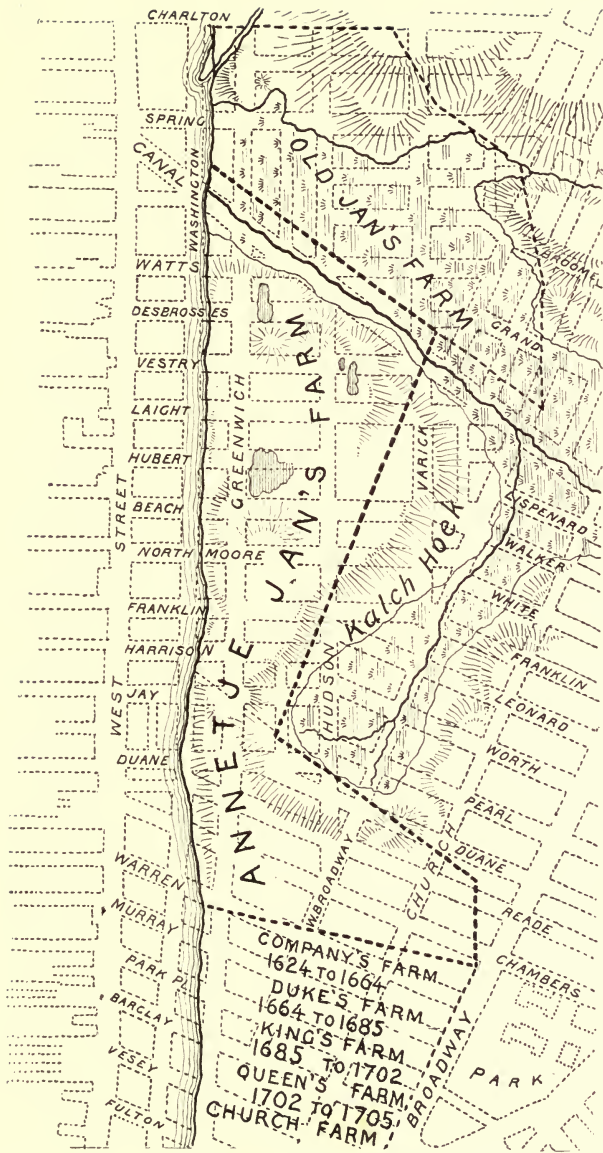 CHARLTON
SPRING
CANAL
WASHINGTON
OLD JAN'S FARM
BROOME
WATTS
DESBROSSES
GRAND
VESTRY
LAIGHT
GREENWICH
VARICK
HUBERT
BEACH
STREET
LISPENARD
NORTH MOORE
WALKER
Kalch Hoek
FRANKLIN
WHITE
HARRISON
HUDSON
FRANKLIN
JAY
WEST
LEONARD
DUANE
WORTH
ANNETJE JAN'S FARM
PEARL
DUANE
W. BROADWAY
CHURCH
WARREN
READE
MURRAY
CHAMBERS
PARK PL.
BARCLAY
VESEY
FULTON
BROADWAY
PARK
COMPANY'S FARM
1624 TO 1664
DUKE'S FARM
1664 TO 1685
KING'S FARM
1685 TO 1702
QUEEN'S FARM
1702 TO 1705
CHURCH FARM